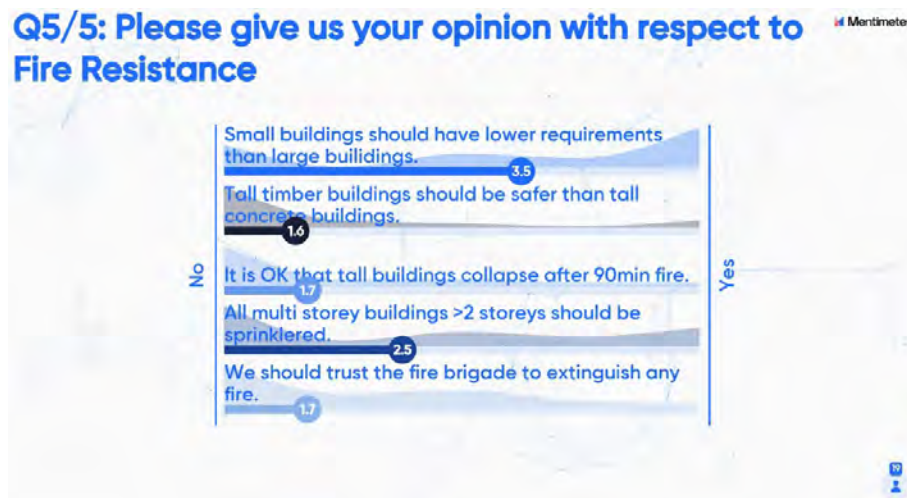 Q5/5: Please give us your opinion with respect to
Fire Resistance
Mentimeter
Small buildings should have lower requirements
than large builidings.
3.5
Tall timber buildings should be safer than tall
concrete buildings.
1.6
It is OK that tall buildings collapse after 90min fire.
1.7
All multi storey buildings >2 storeys should be
sprinklered.
2.5
We should trust the fire brigade to extinguish any
fire.
1.7
No
Yes
19